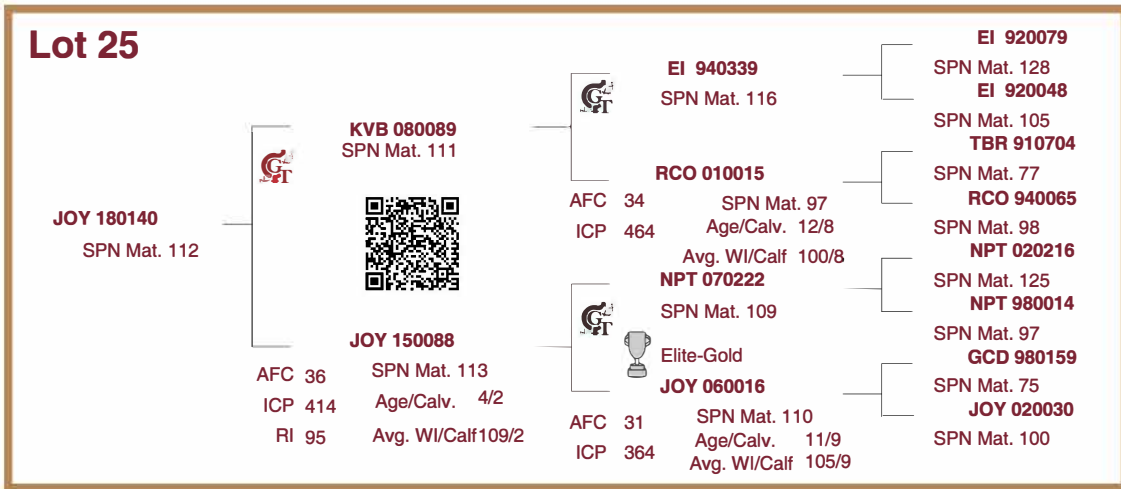 Lot 25
JOY 180140
SPN Mat. 112
GT
KVB 080089
SPN Mat. 111
JOY 150088
AFC 36 SPN Mat. 113
ICP 414 Age/Calv. 4/2
RI 95 Avg. WI/Calf109/2
GT
EI 940339
SPN Mat. 116
RCO 010015
AFC 34 SPN Mat. 97
ICP 464 Age/Calv. 12/8
Avg. WI/Calf 100/8
GT
NPT 070222
SPN Mat. 109
Elite-Gold
JOY 060016
AFC 31 SPN Mat. 110
ICP 364 Age/Calv. 11/9
Avg. WI/Calf 105/9
EI 920079
SPN Mat. 128
EI 920048
SPN Mat. 105
TBR 910704
SPN Mat. 77
RCO 940065
SPN Mat. 98
NPT 020216
SPN Mat. 125
NPT 980014
SPN Mat. 97
GCD 980159
SPN Mat. 75
JOY 020030
SPN Mat. 100